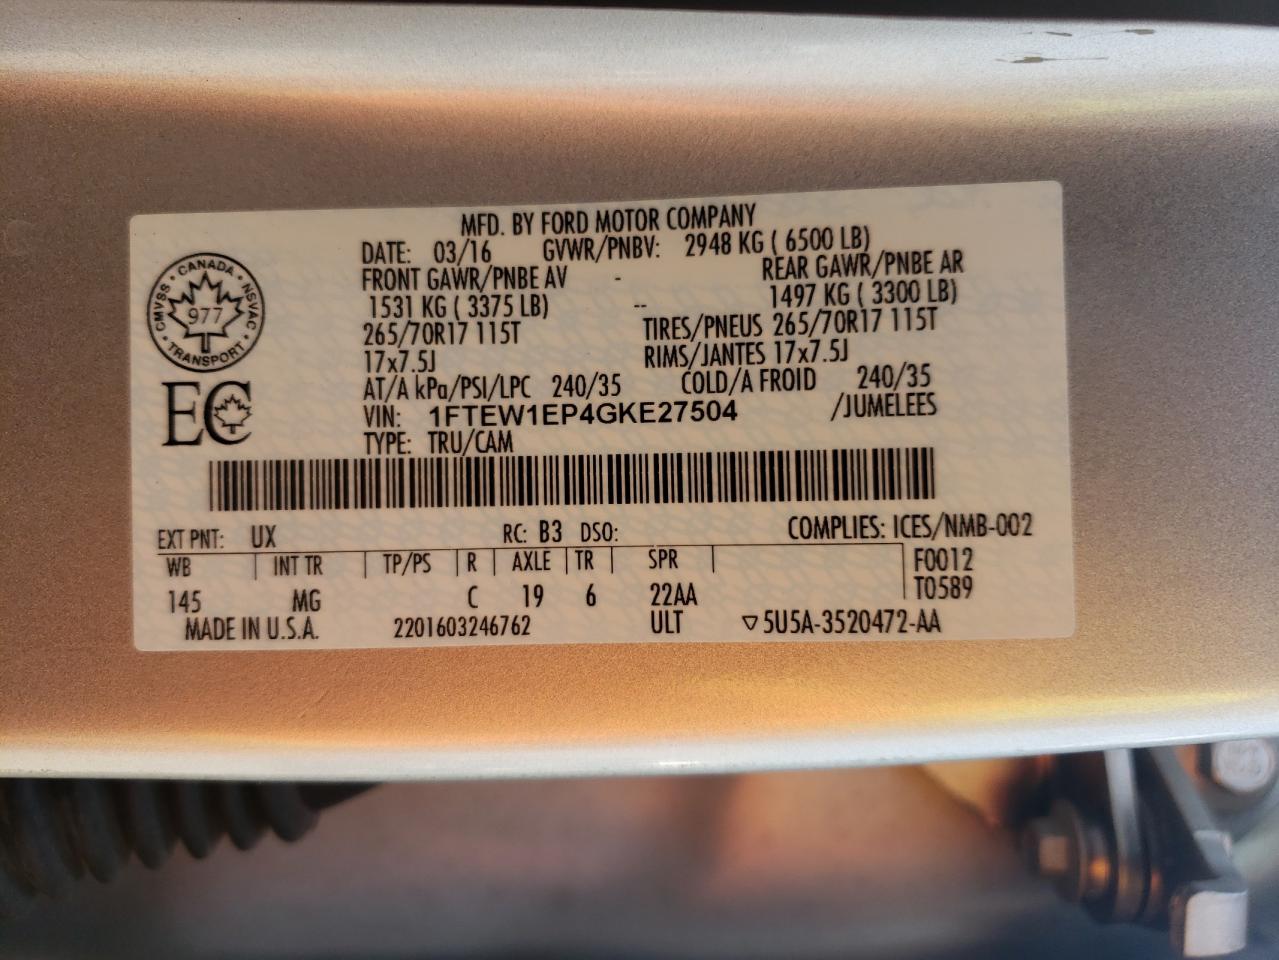 MFD. BY FORD MOTOR COMPANY
DATE: 03/16 GVWR/PNBV: 2948 KG ( 6500 LB)
FRONT GAWR/PNBE AV - REAR GAWR/PNBE AR
1531 KG ( 3375 LB) -- 1497 KG ( 3300 LB)
265/70R17 115T TIRES/PNEUS 265/70R17 115T
17x7.5J RIMS/JANTES 17x7.5J
AT/A kPa/PSI/LPC 240/35 COLD/A FROID 240/35
VIN: 1FTEW1EP4GKE27504 /JUMELEES
TYPE: TRU/CAM
CANADA • NSVAC • TRANSPORT • CMVSS •
977
EC
EXT PNT: UX RC: B3 DSO: COMPLIES: ICES/NMB-002
WB INT TR TP/PS R AXLE TR SPR F0012
145 MG C 19 6 22AA T0589
MADE IN U.S.A. 2201603246762 ULT ▽5U5A-3520472-AA